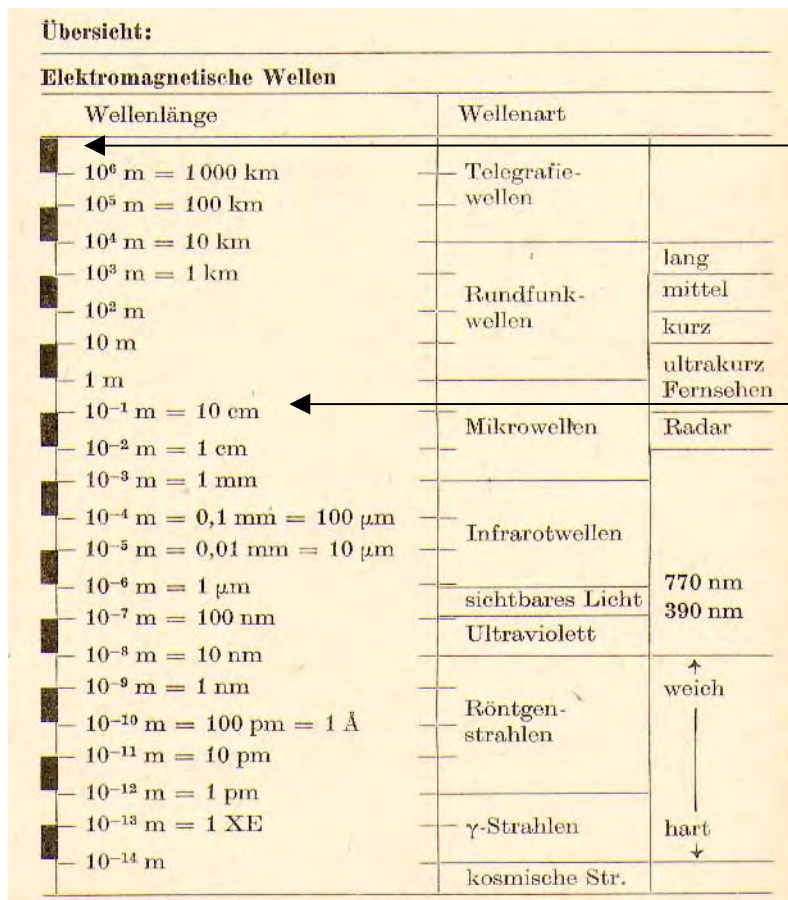 Übersicht:
Elektromagnetische Wellen
Wellenlänge Wellenart
10⁶ m = 1000 km Telegrafie-
10⁵ m = 100 km wellen
10⁴ m = 10 km
lang
10³ m = 1 km
Rundfunk- mittel
10² m
wellen kurz
10 m
ultrakurz
1 m
Fernsehen
10⁻¹ m = 10 cm
Mikrowellen Radar
10⁻² m = 1 cm
10⁻³ m = 1 mm
10⁻⁴ m = 0,1 mm = 100 μm
Infrarotwellen
10⁻⁵ m = 0,01 mm = 10 μm
10⁻⁶ m = 1 μm 770 nm
sichtbares Licht 390 nm
10⁻⁷ m = 100 nm
Ultraviolett
10⁻⁸ m = 10 nm
10⁻⁹ m = 1 nm weich
Röntgen-
10⁻¹⁰ m = 100 pm = 1 Å
strahlen
10⁻¹¹ m = 10 pm
10⁻¹² m = 1 pm
10⁻¹³ m = 1 XE γ-Strahlen hart
10⁻¹⁴ m
kosmische Str.